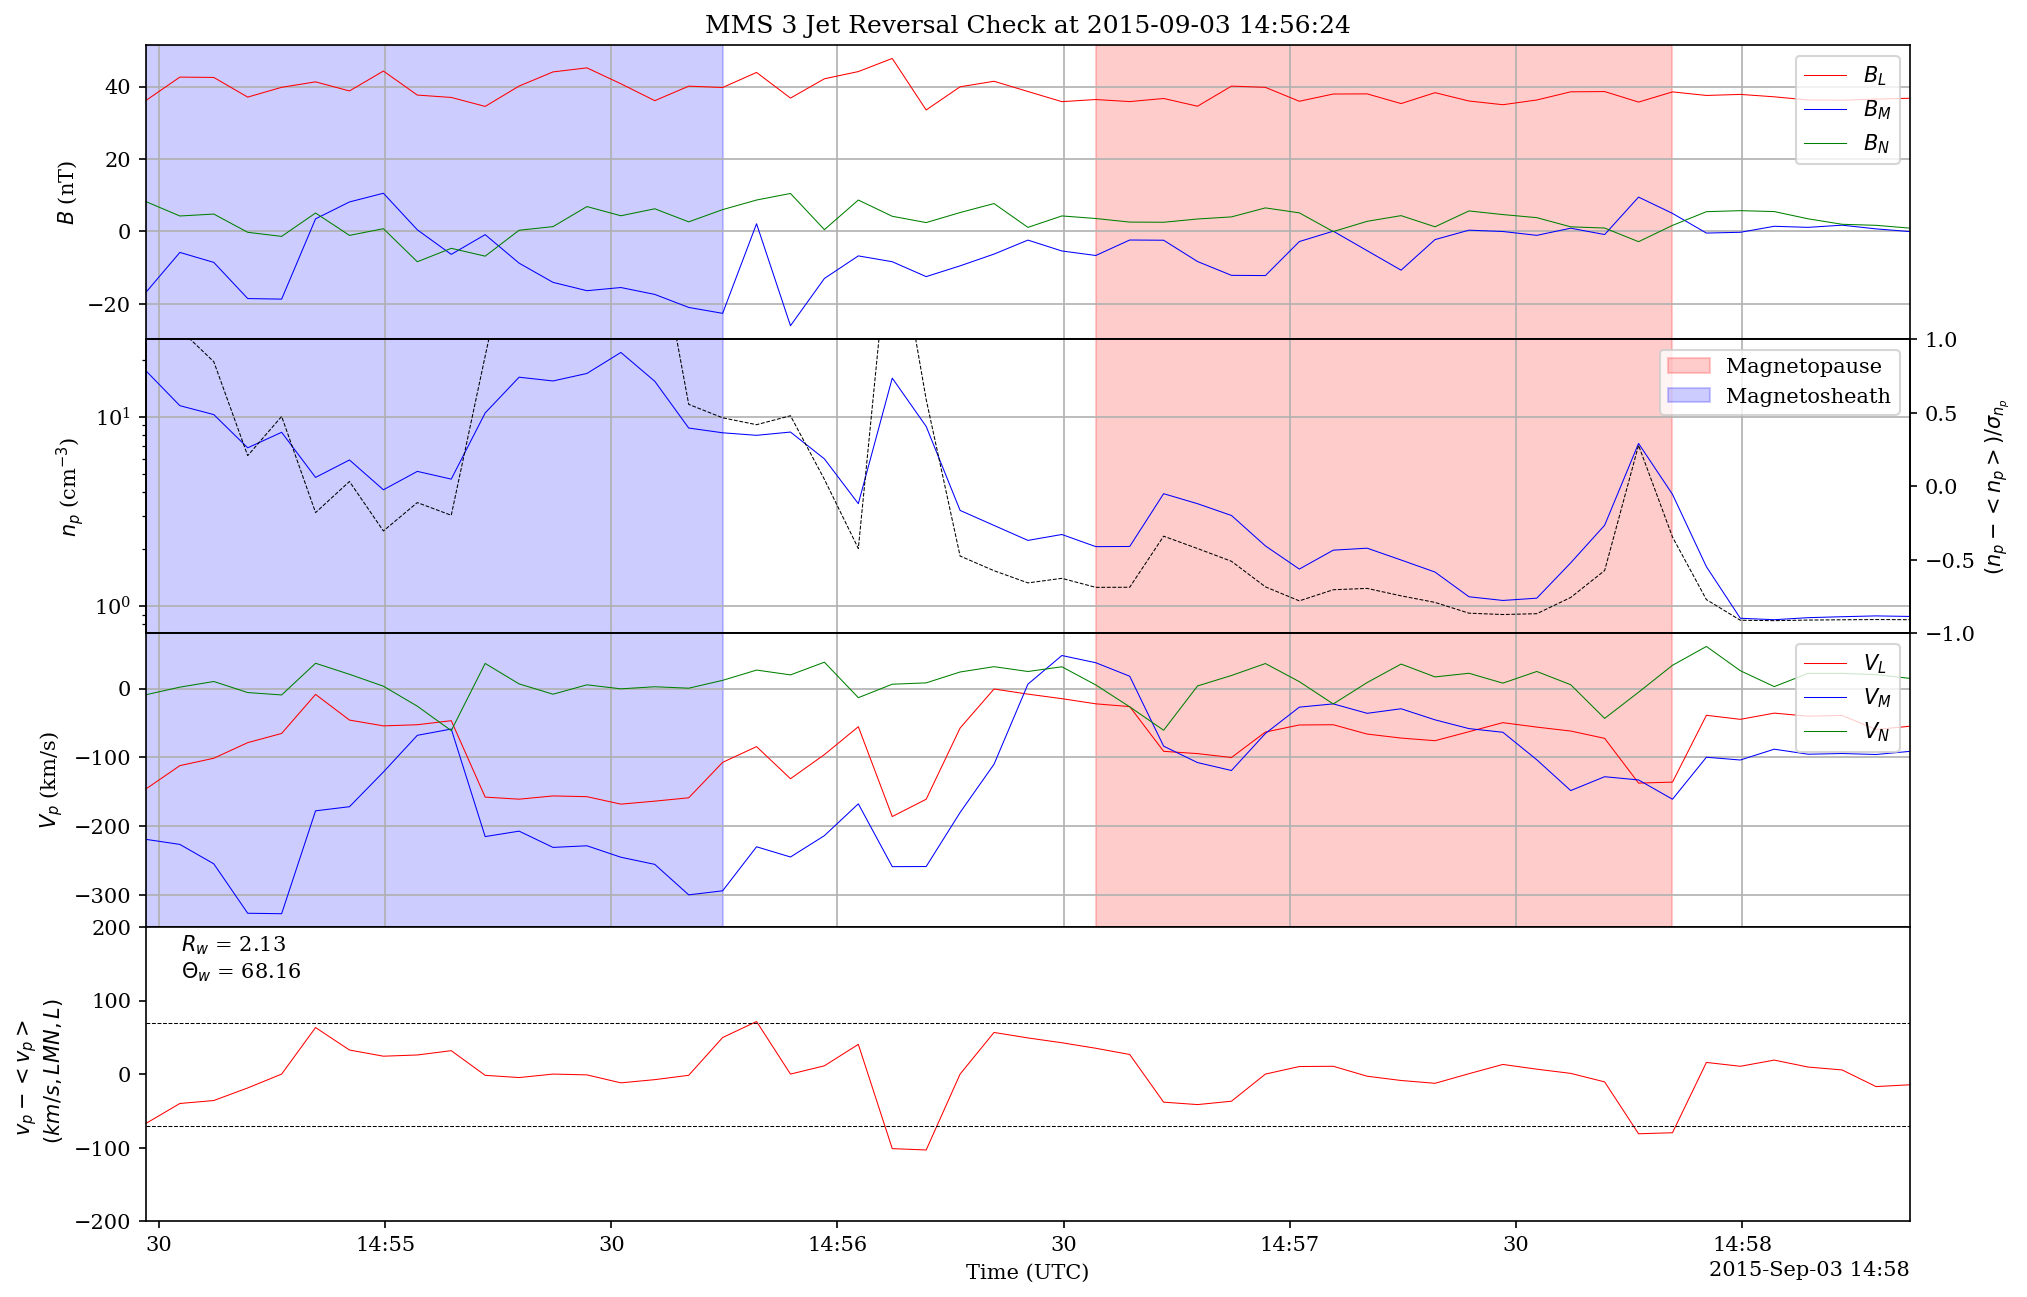 MMS 3 Jet Reversal Check at 2015-09-03 14:56:24
40
20
0
−20
B (nT)
B_L
B_M
B_N
10^1
10^0
n_p (cm^−3)
1.0
0.5
0.0
−0.5
−1.0
(n_p − < n_p >)/σ_{n_p}
Magnetopause
Magnetosheath
0
−100
−200
−300
V_p (km/s)
V_L
V_M
V_N
200
100
0
−100
−200
v_p − < v_p >
(km/s, LMN, L)
R_w = 2.13
Θ_w = 68.16
30 14:55 30 14:56 30 14:57 30 14:58
Time (UTC)
2015-Sep-03 14:58